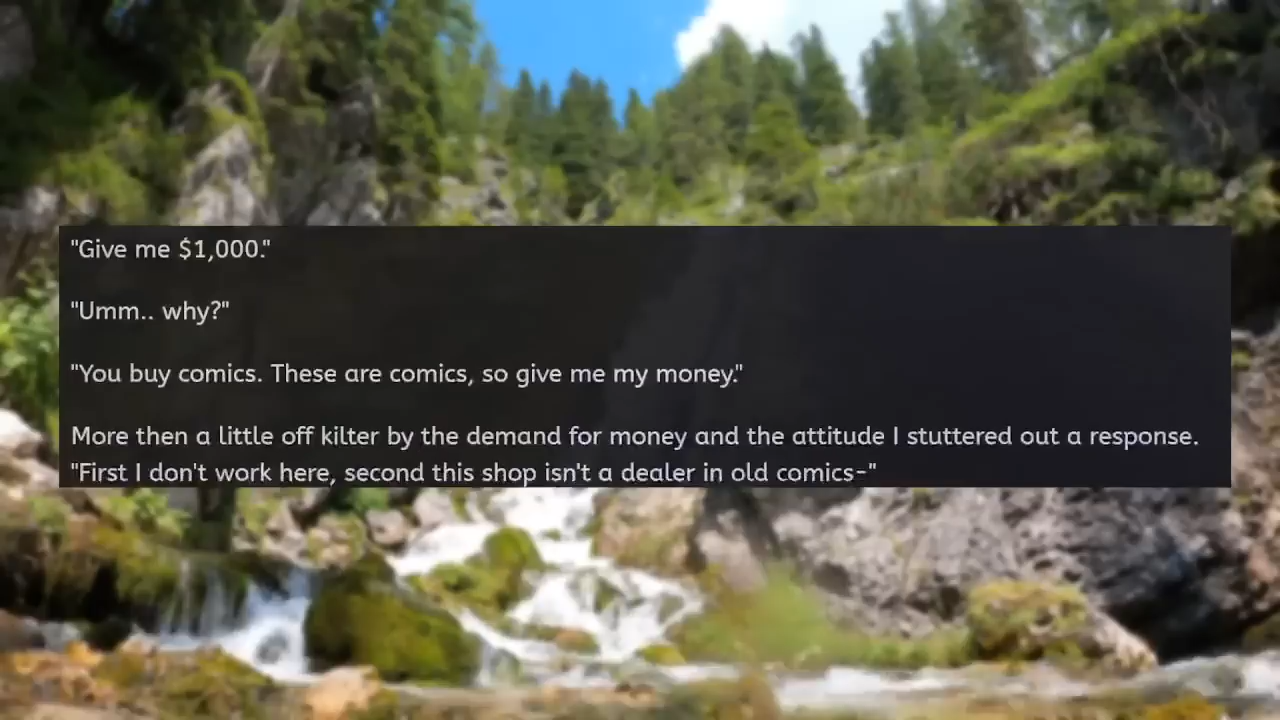 "Give me $1,000."
"Umm.. why?"
"You buy comics. These are comics, so give me my money."
More then a little off kilter by the demand for money and the attitude I stuttered out a response.
"First I don't work here, second this shop isn't a dealer in old comics-"